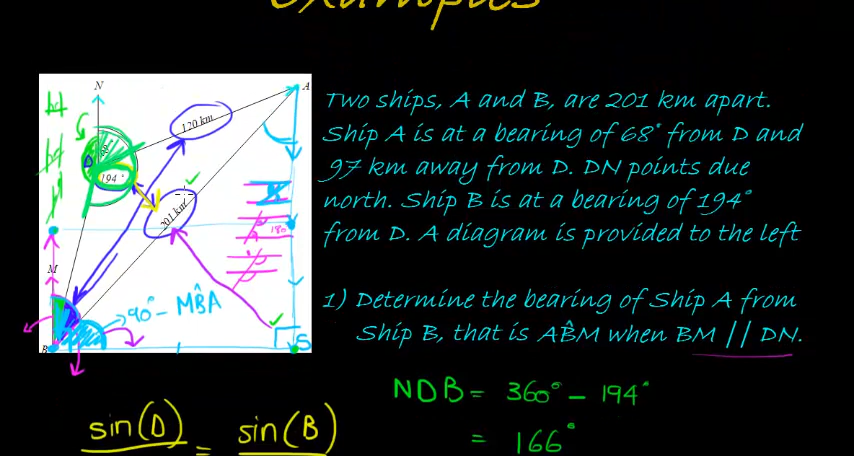 Examples
N
A
120 km
68°
D
194°
201 km
180
M
90° - MB̂A
B
S
Two ships, A and B, are 201 km apart.
Ship A is at a bearing of 68° from D and
97 km away from D. DN points due
north. Ship B is at a bearing of 194°
from D. A diagram is provided to the left
1) Determine the bearing of Ship A from
Ship B, that is AB̂M when BM // DN.
NDB = 360° - 194°
= 166°
sin(D) = sin(B)